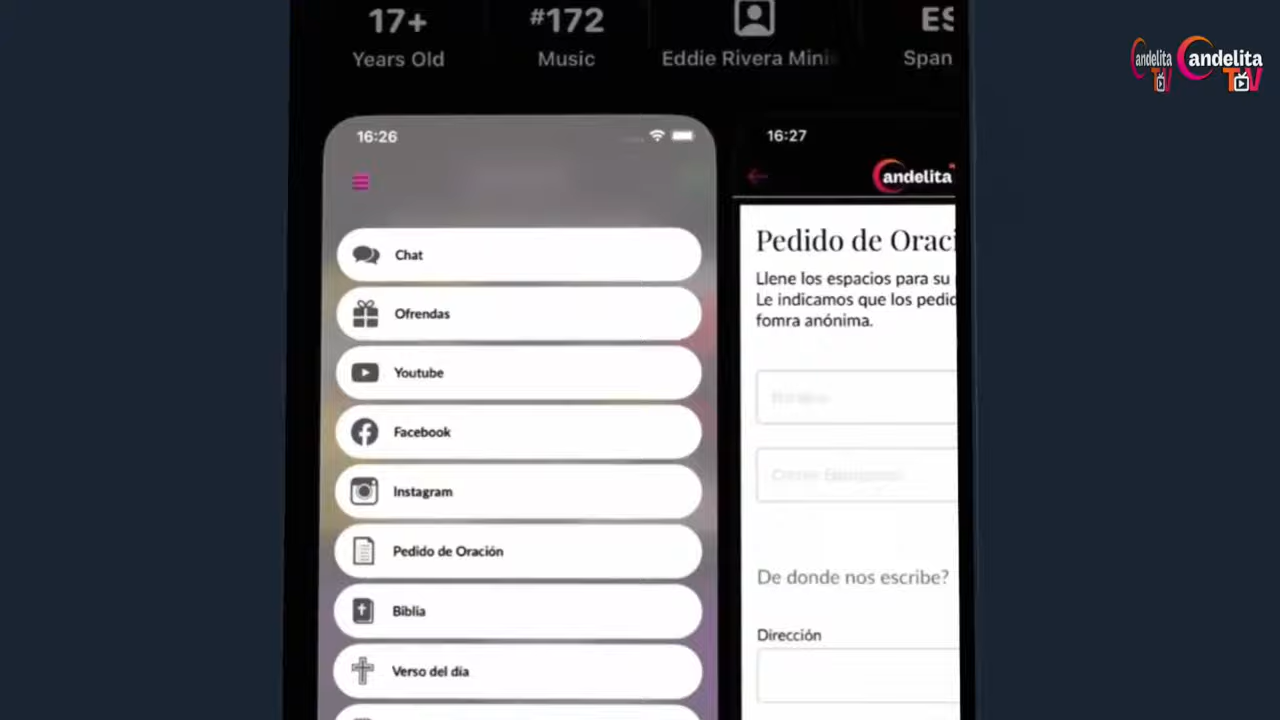 17+
Years Old
#172
Music
Eddie Rivera Mini
ES
Span
andelita
TV
andelita
TV
16:26
Chat
Ofrendas
Youtube
Facebook
Instagram
Pedido de Oración
Biblia
Verso del día
16:27
andelita
Pedido de Oraci
Llene los espacios para su
Le indicamos que los pedid
fomra anónima.
De donde nos escribe?
Dirección